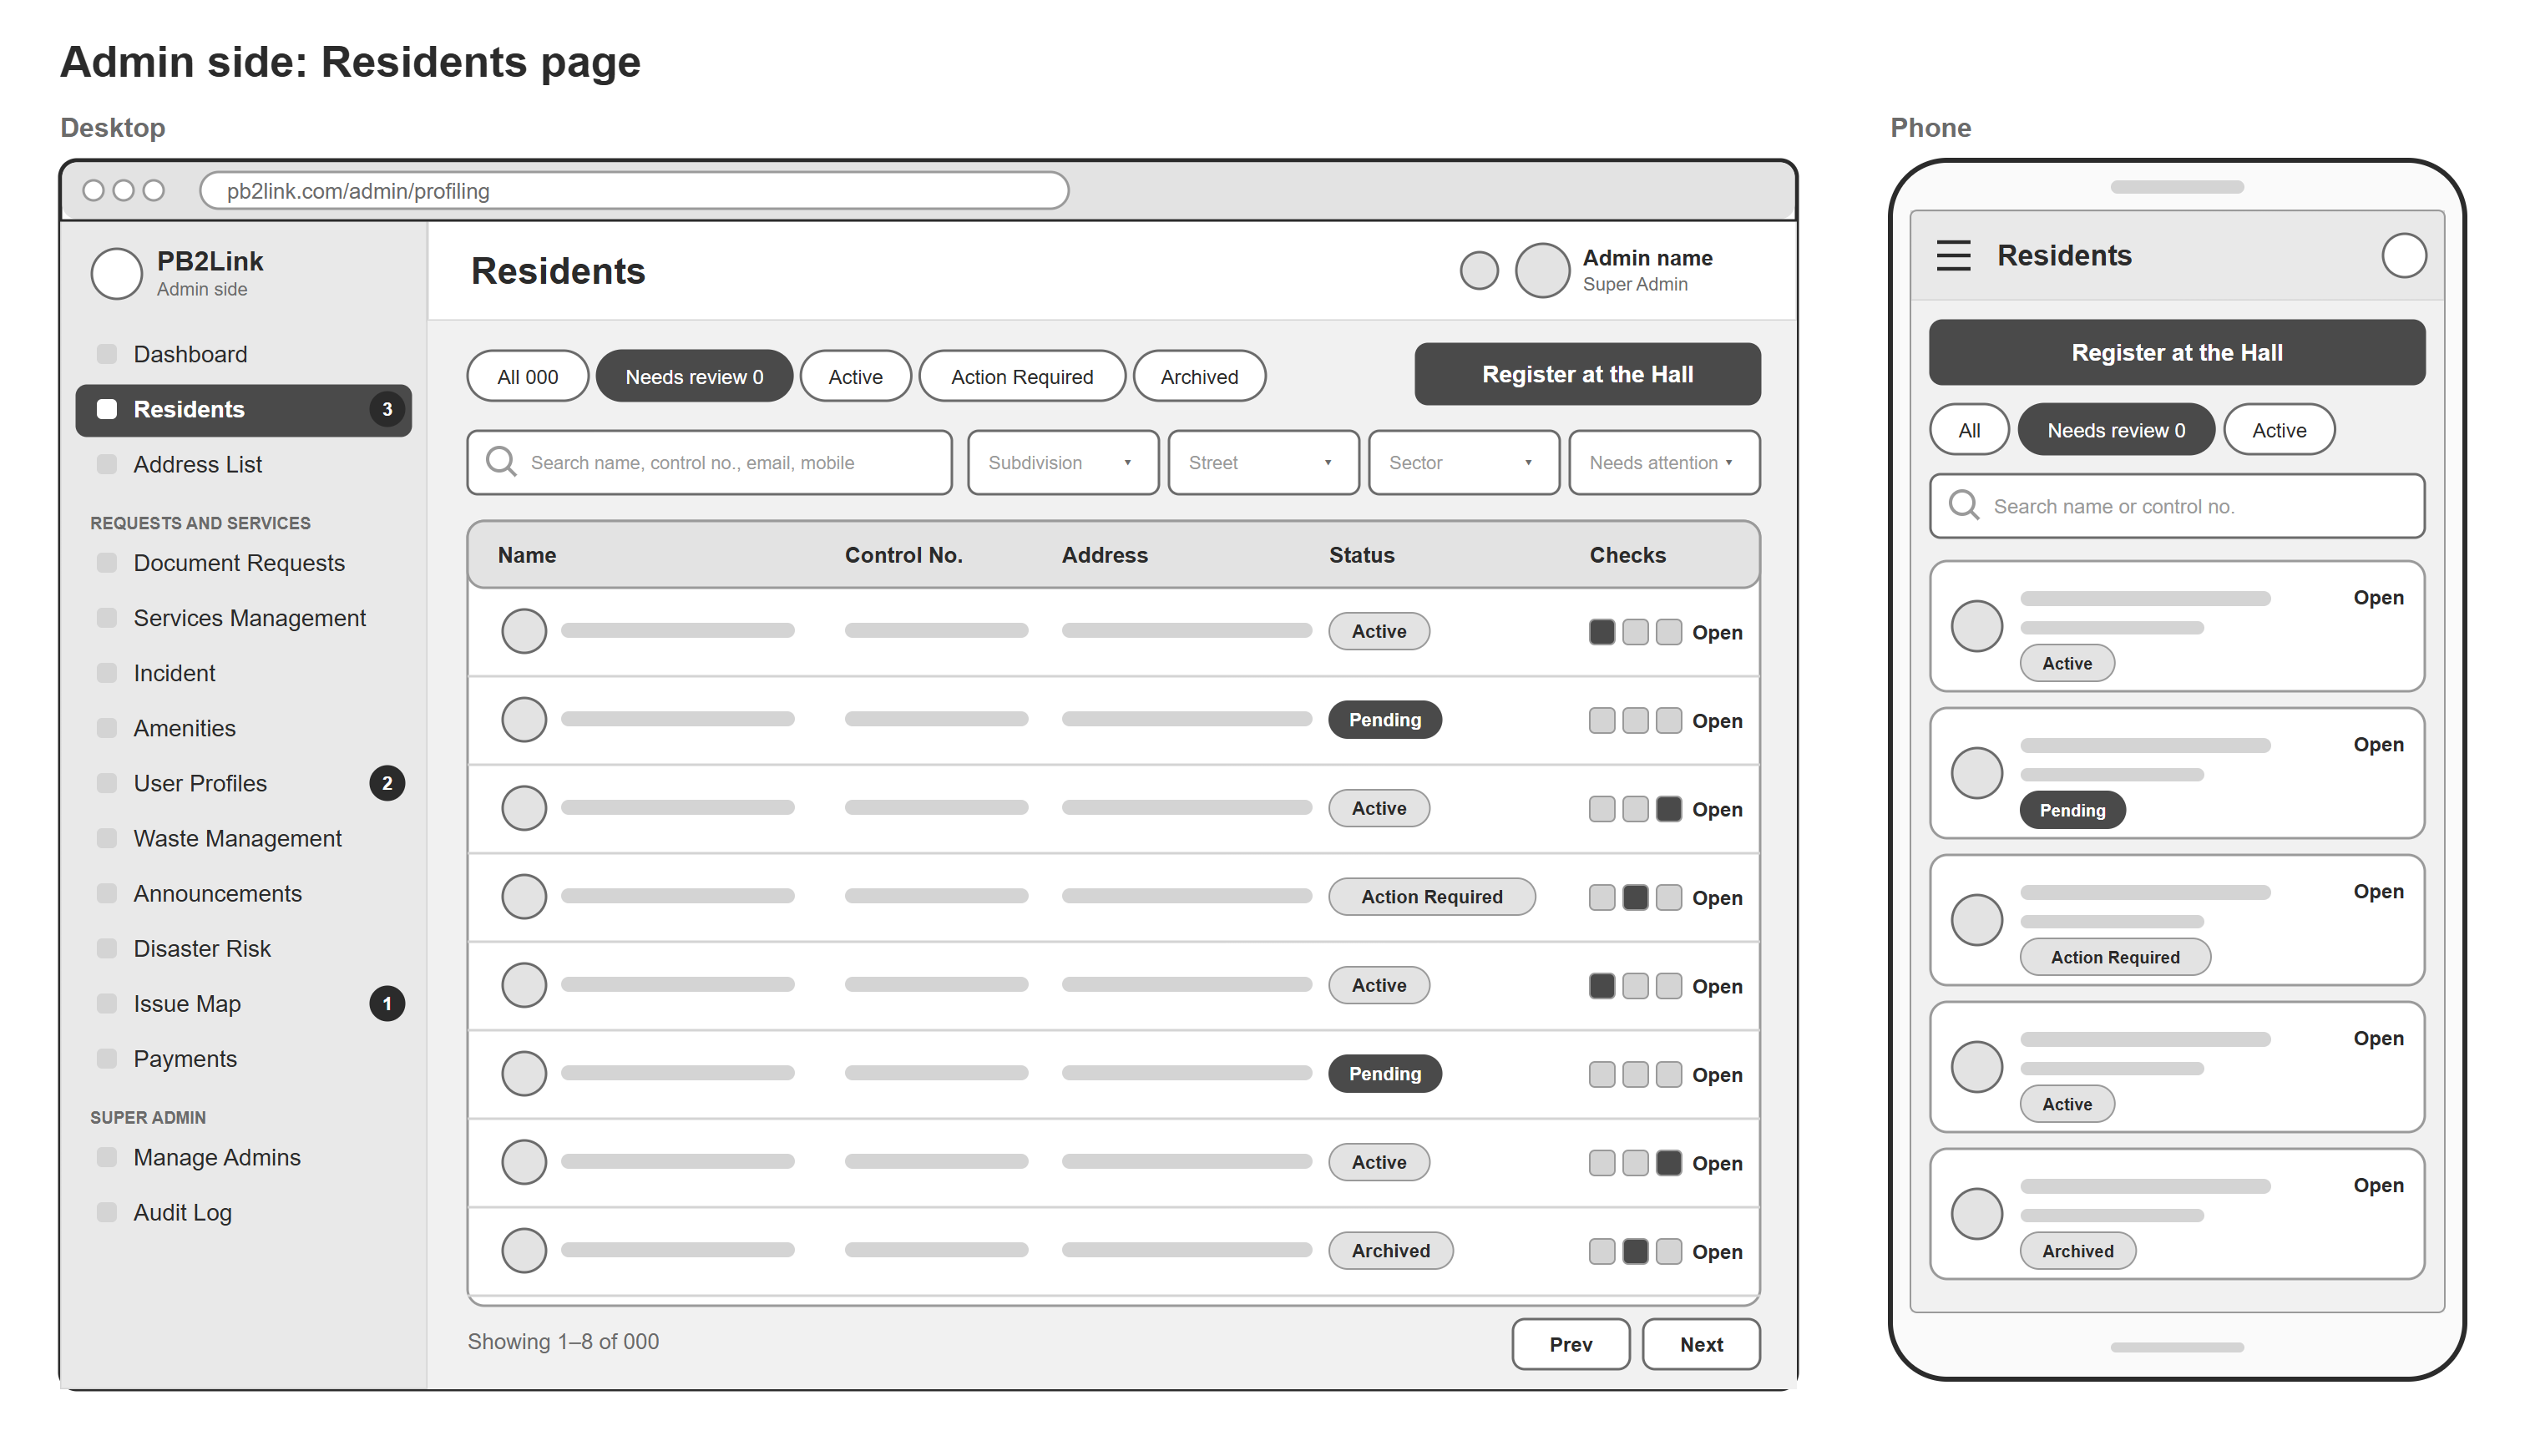 Admin side: Residents page
Desktop
pb2link.com/admin/profiling
PB2Link
Admin side
Dashboard
Residents 3
Address List
REQUESTS AND SERVICES
Document Requests
Services Management
Incident
Amenities
User Profiles 2
Waste Management
Announcements
Disaster Risk
Issue Map 1
Payments
SUPER ADMIN
Manage Admins
Audit Log
Residents
Admin name
Super Admin
All 000 Needs review 0 Active Action Required Archived Register at the Hall
Search name, control no., email, mobile Subdivision Street Sector Needs attention
Name Control No. Address Status Checks
Active Open
Pending Open
Active Open
Action Required Open
Active Open
Pending Open
Active Open
Archived Open
Showing 1–8 of 000 Prev Next
Phone
Residents
Register at the Hall
All Needs review 0 Active
Search name or control no.
Open
Active
Open
Pending
Open
Action Required
Open
Active
Open
Archived